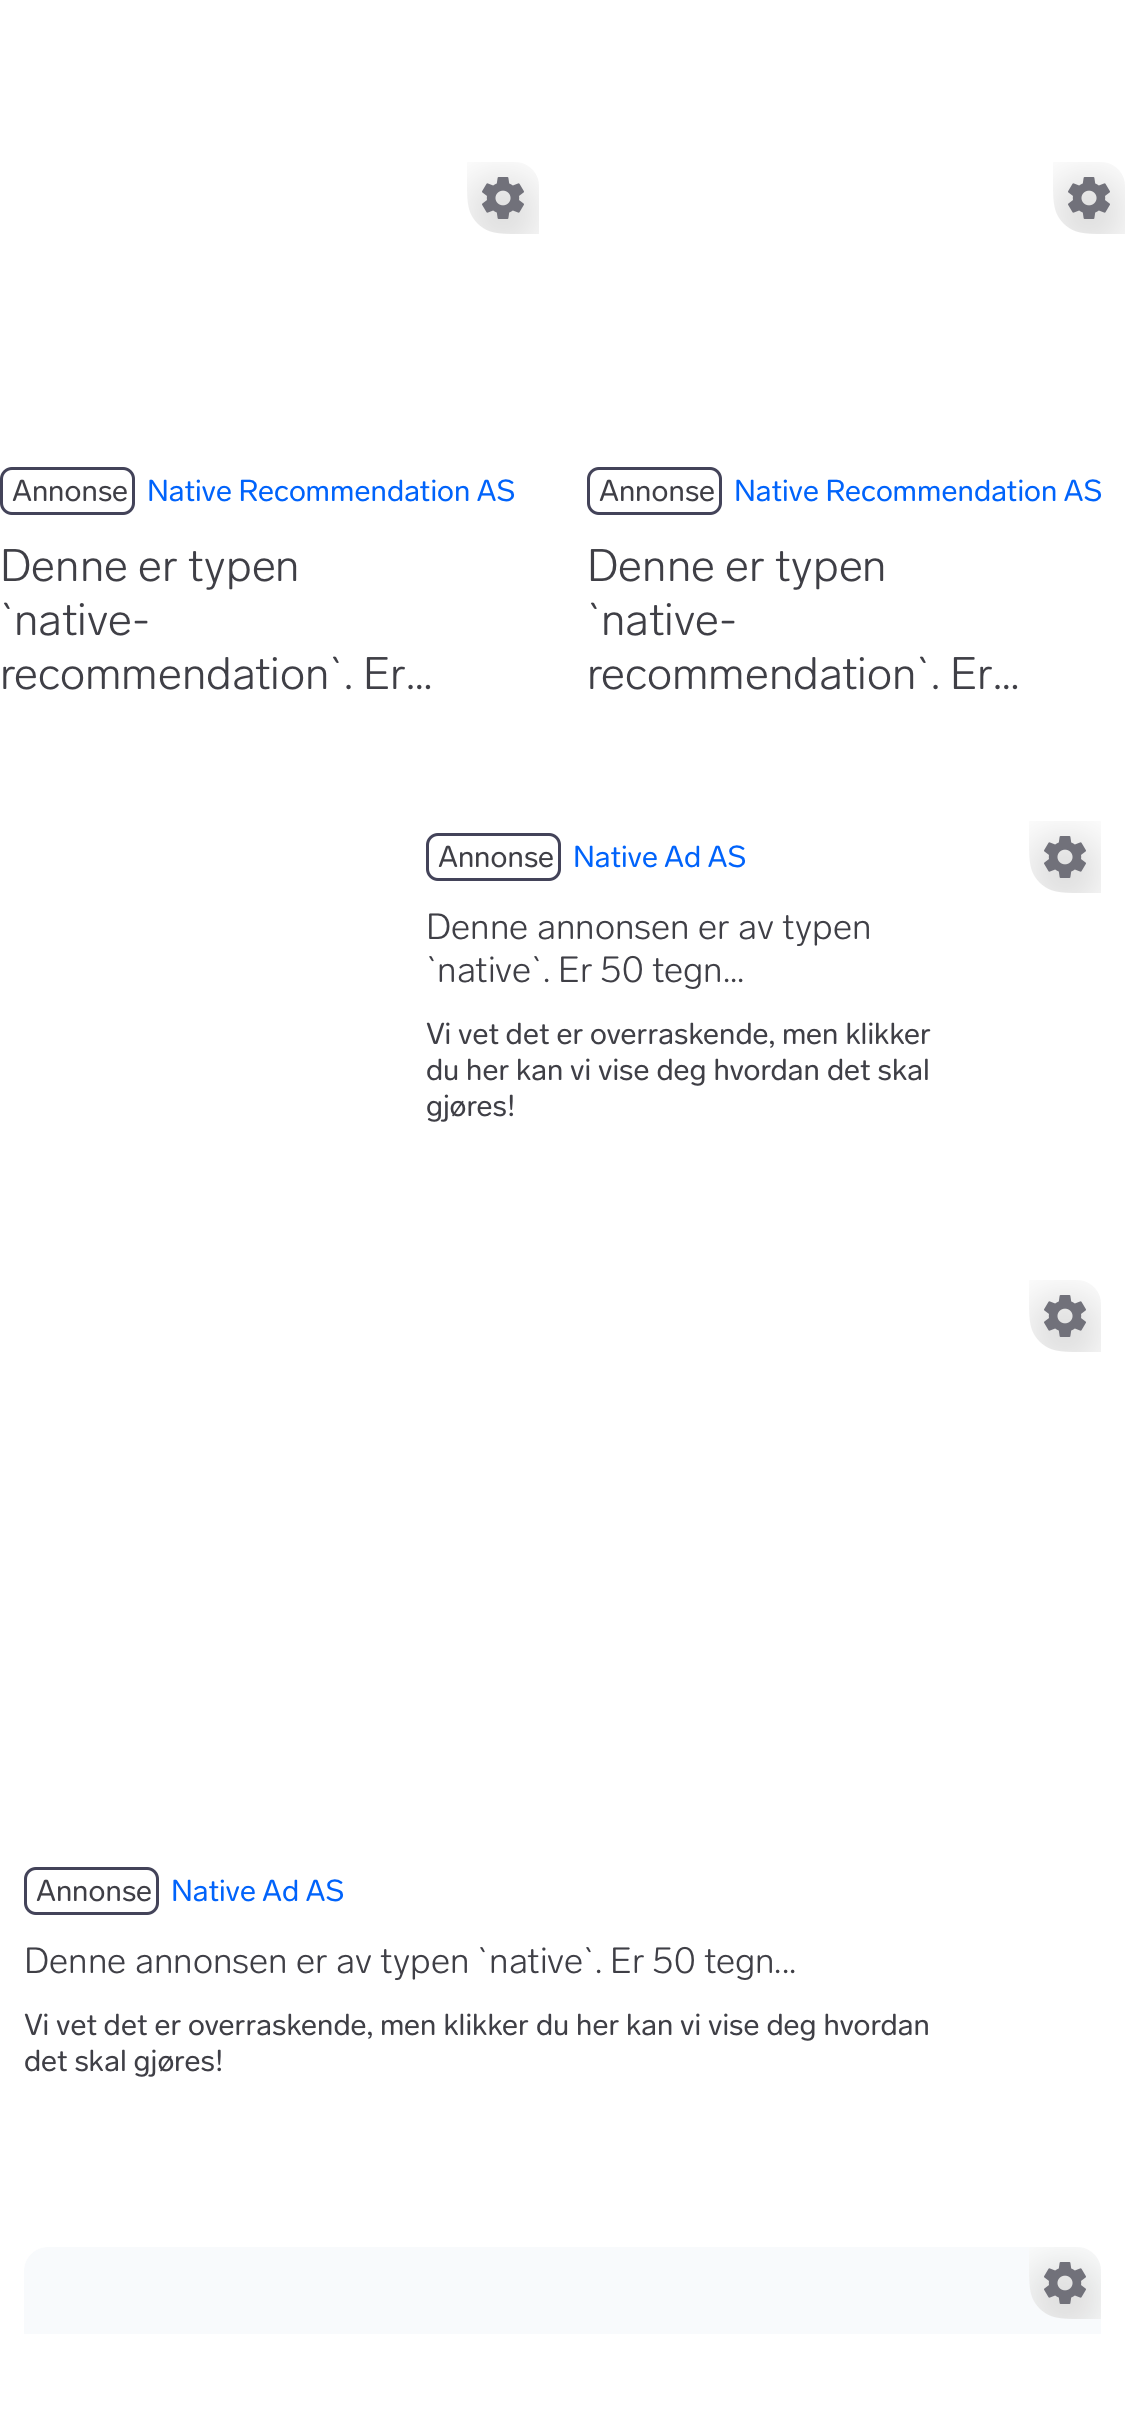 Annonse Native Recommendation AS
Denne er typen
`native-
recommendation`. Er...
Annonse Native Recommendation AS
Denne er typen
`native-
recommendation`. Er...
Annonse Native Ad AS
Denne annonsen er av typen
`native`. Er 50 tegn...
Vi vet det er overraskende, men klikker
du her kan vi vise deg hvordan det skal
gjøres!
Annonse Native Ad AS
Denne annonsen er av typen `native`. Er 50 tegn...
Vi vet det er overraskende, men klikker du her kan vi vise deg hvordan
det skal gjøres!